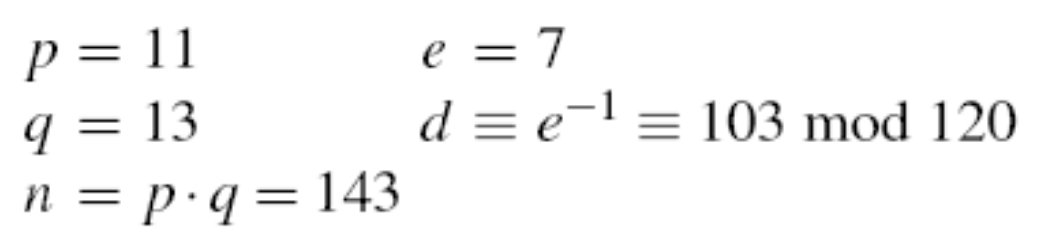 p = 11 e = 7
q = 13 d ≡ e⁻¹ ≡ 103 mod 120
n = p · q = 143